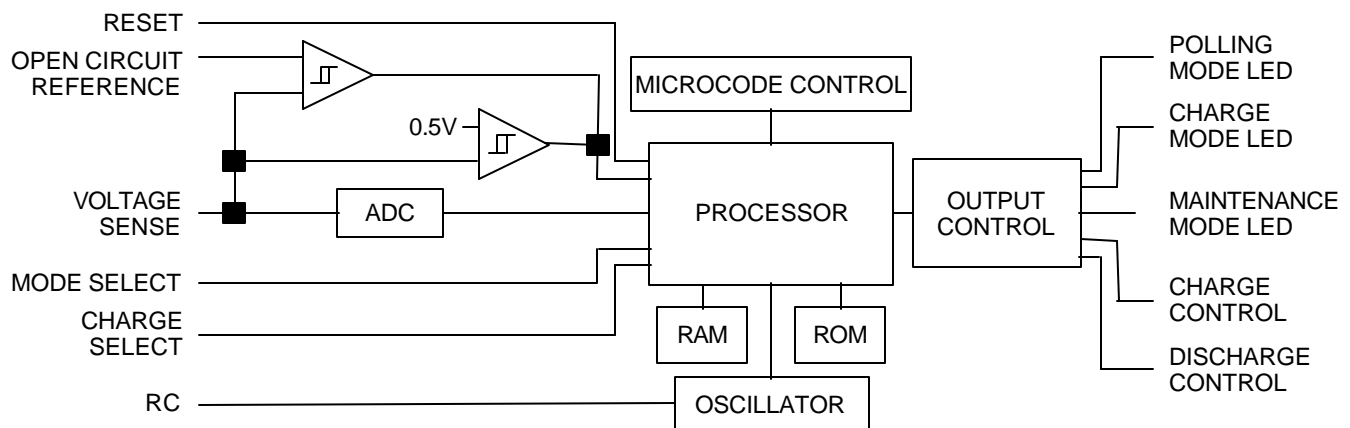 RESET
OPEN CIRCUIT
REFERENCE
0.5V
VOLTAGE
SENSE
ADC
MODE SELECT
CHARGE
SELECT
RC
MICROCODE CONTROL
PROCESSOR
RAM
ROM
OSCILLATOR
OUTPUT
CONTROL
POLLING
MODE LED
CHARGE
MODE LED
MAINTENANCE
MODE LED
CHARGE
CONTROL
DISCHARGE
CONTROL